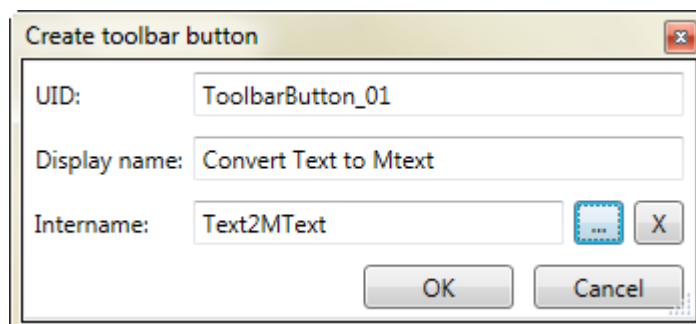 Create toolbar button
UID: ToolbarButton_01
Display name: Convert Text to Mtext
Intername: Text2MText ... X
OK Cancel